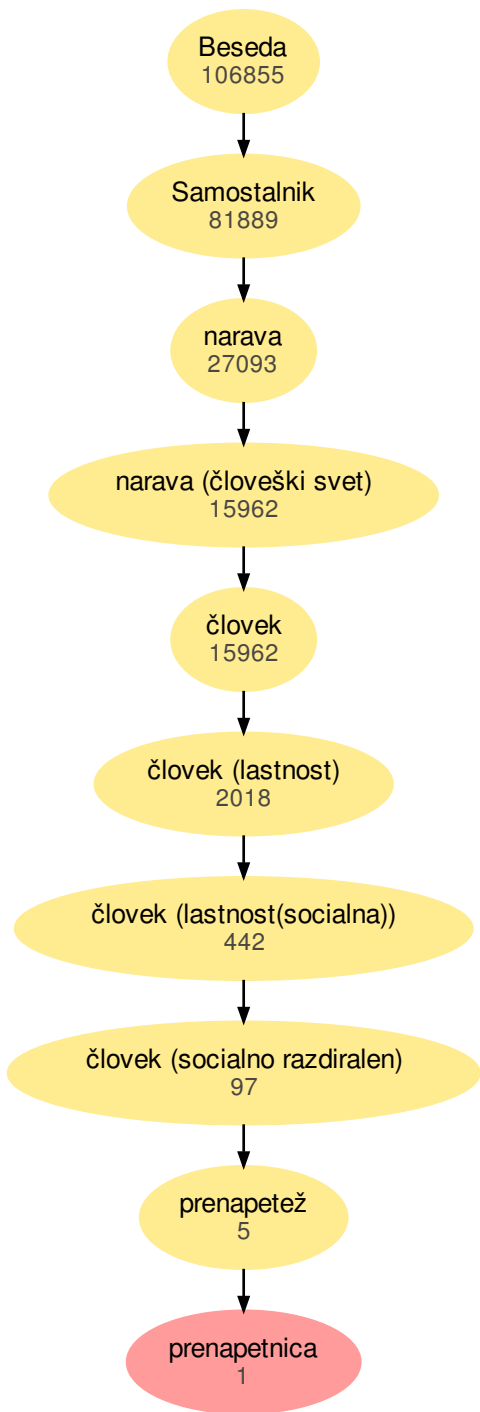 Beseda
106855
Samostalnik
81889
narava
27093
narava (človeški svet)
15962
človek
15962
človek (lastnost)
2018
človek (lastnost(socialna))
442
človek (socialno razdiralen)
97
prenapetež
5
prenapetnica
1